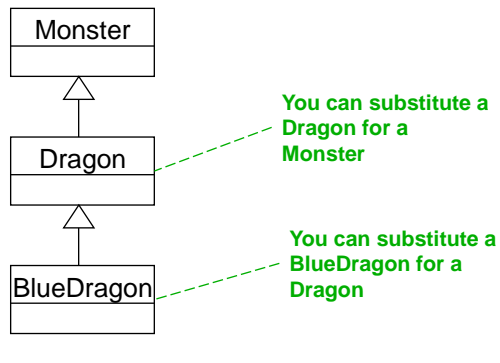 Monster
Dragon
You can substitute a
Dragon for a
Monster
BlueDragon
You can substitute a
BlueDragon for a
Dragon